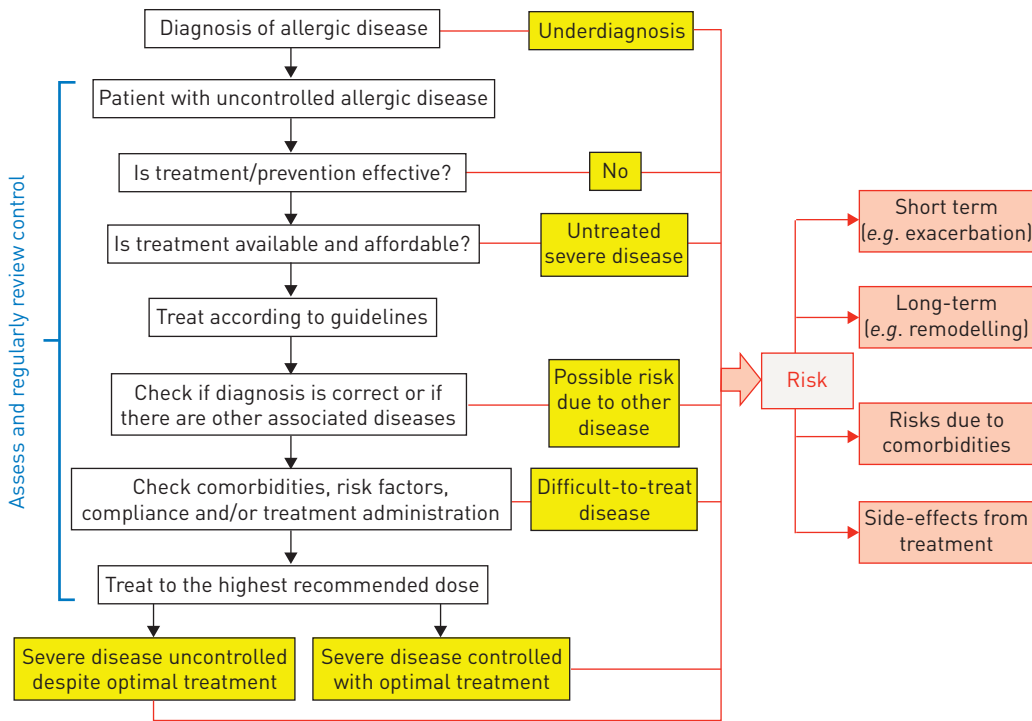 Diagnosis of allergic disease
Underdiagnosis
Assess and regularly review control
Patient with uncontrolled allergic disease
Is treatment/prevention effective?
No
Is treatment available and affordable?
Untreated
severe disease
Treat according to guidelines
Check if diagnosis is correct or if
there are other associated diseases
Possible risk
due to other
disease
Check comorbidities, risk factors,
compliance and/or treatment administration
Difficult-to-treat
disease
Treat to the highest recommended dose
Severe disease uncontrolled
despite optimal treatment
Severe disease controlled
with optimal treatment
Risk
Short term
(e.g. exacerbation)
Long-term
(e.g. remodelling)
Risks due to
comorbidities
Side-effects from
treatment